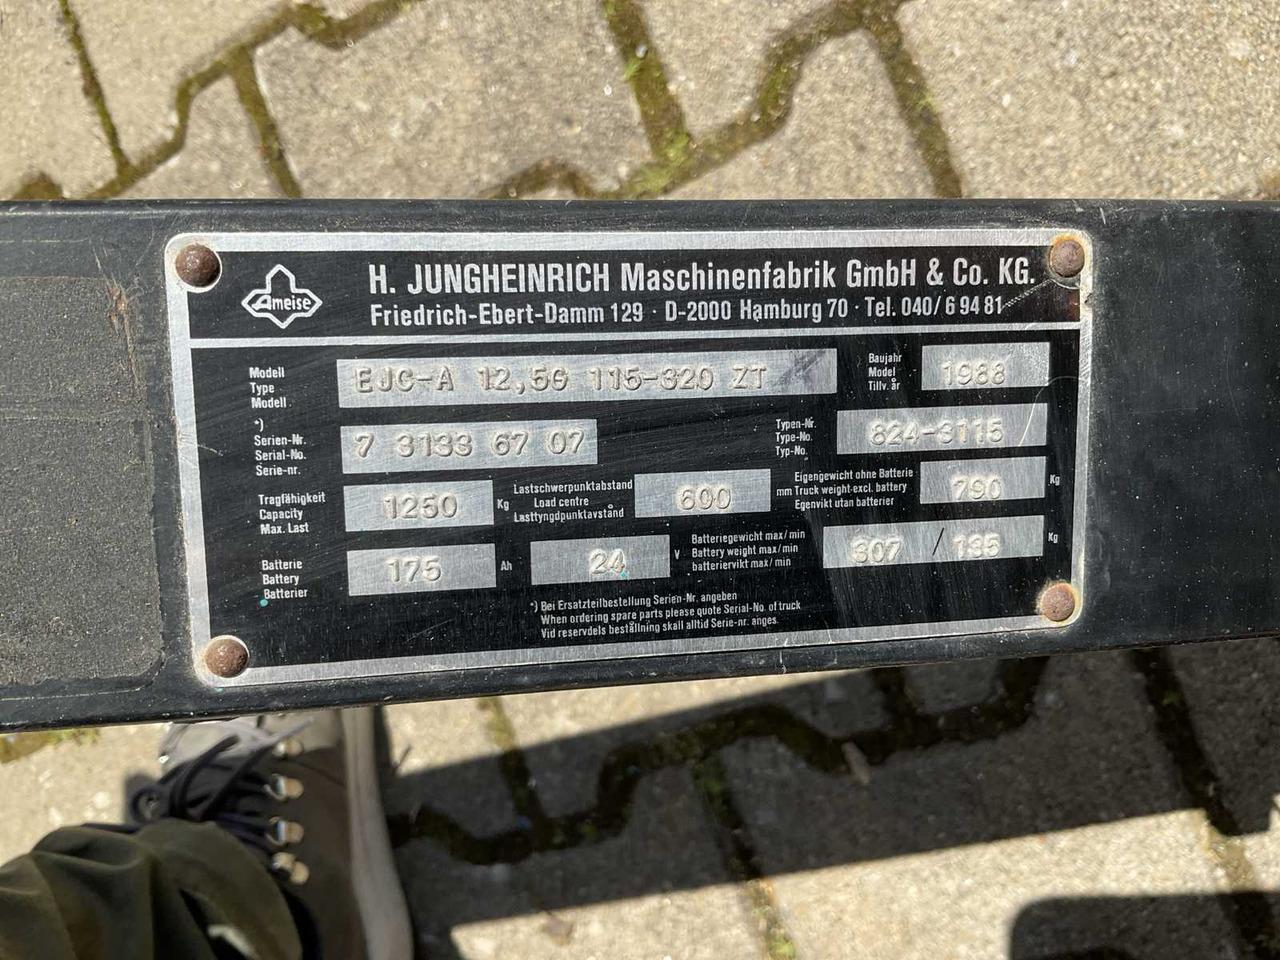 Ameise
H. JUNGHEINRICH Maschinenfabrik GmbH & Co. KG.
Friedrich-Ebert-Damm 129 · D-2000 Hamburg 70 · Tel. 040/6 94 81
Modell
Type
Modell
EJC-A 12,5G 115-320 ZT
Baujahr
Model
Tillv. år
1988
*)
Serien-Nr.
Serial-No.
Serie-nr.
7 3133 67 07
Typen-Nr.
Type-No.
Typ-No.
824-3115
Tragfähigkeit
Capacity
Max. Last
1250 Kg
Lastschwerpunktabstand
Load centre
Lasttyngdpunktavstånd
600 mm
Eigengewicht ohne Batterie
Truck weight-excl. battery
Egenvikt utan batterier
790 Kg
Batterie
Battery
Batterier
175 Ah
24 V
Batteriegewicht max/min
Battery weight max/min
batteriervikt max/min
307 / 135 Kg
*) Bei Ersatzteilbestellung Serien-Nr. angeben
When ordering spare parts please quote Serial-No. of truck
Vid reservdels beställning skall alltid Serie-nr. anges.